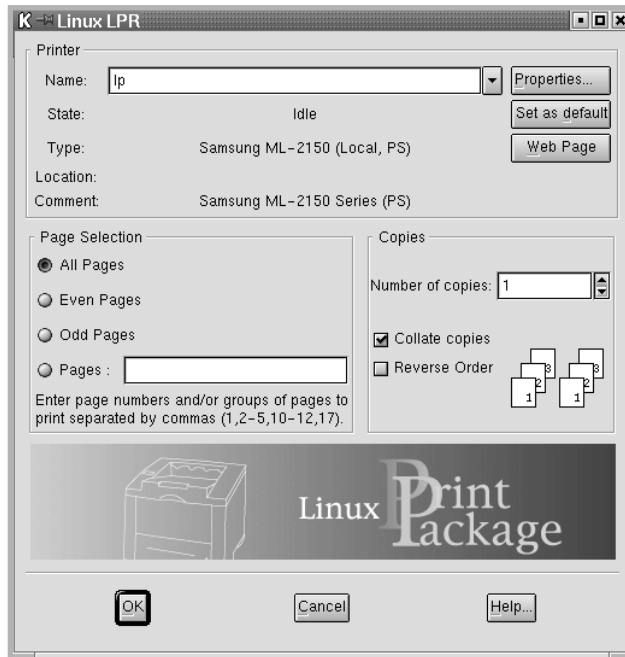 K Linux LPR
Printer
Name: lp Properties...
State: Idle Set as default
Type: Samsung ML-2150 (Local, PS) Web Page
Location:
Comment: Samsung ML-2150 Series (PS)
Page Selection
All Pages
Even Pages
Odd Pages
Pages :
Enter page numbers and/or groups of pages to
print separated by commas (1,2-5,10-12,17).
Copies
Number of copies: 1
Collate copies
Reverse Order
3 3
2 2
1 1
Linux Print
Package
OK Cancel Help...